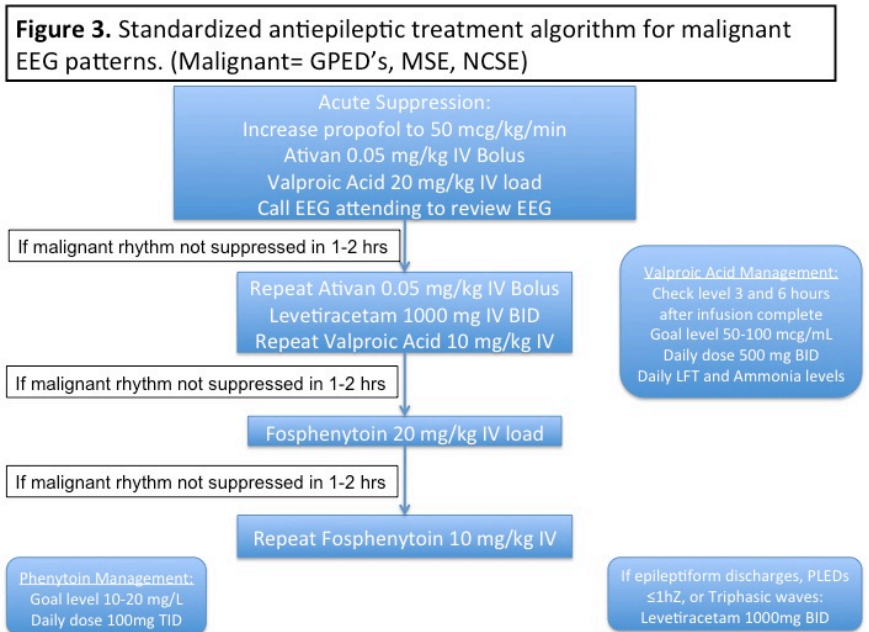 Figure 3. Standardized antiepileptic treatment algorithm for malignant
EEG patterns. (Malignant= GPED's, MSE, NCSE)
Acute Suppression:
Increase propofol to 50 mcg/kg/min
Ativan 0.05 mg/kg IV Bolus
Valproic Acid 20 mg/kg IV load
Call EEG attending to review EEG
If malignant rhythm not suppressed in 1-2 hrs
Repeat Ativan 0.05 mg/kg IV Bolus
Levetiracetam 1000 mg IV BID
Repeat Valproic Acid 10 mg/kg IV
Valproic Acid Management:
Check level 3 and 6 hours
after infusion complete
Goal level 50-100 mcg/mL
Daily dose 500 mg BID
Daily LFT and Ammonia levels
If malignant rhythm not suppressed in 1-2 hrs
Fosphenytoin 20 mg/kg IV load
If malignant rhythm not suppressed in 1-2 hrs
Repeat Fosphenytoin 10 mg/kg IV
Phenytoin Management:
Goal level 10-20 mg/L
Daily dose 100mg TID
If epileptiform discharges, PLEDs
≤1hZ, or Triphasic waves:
Levetiracetam 1000mg BID